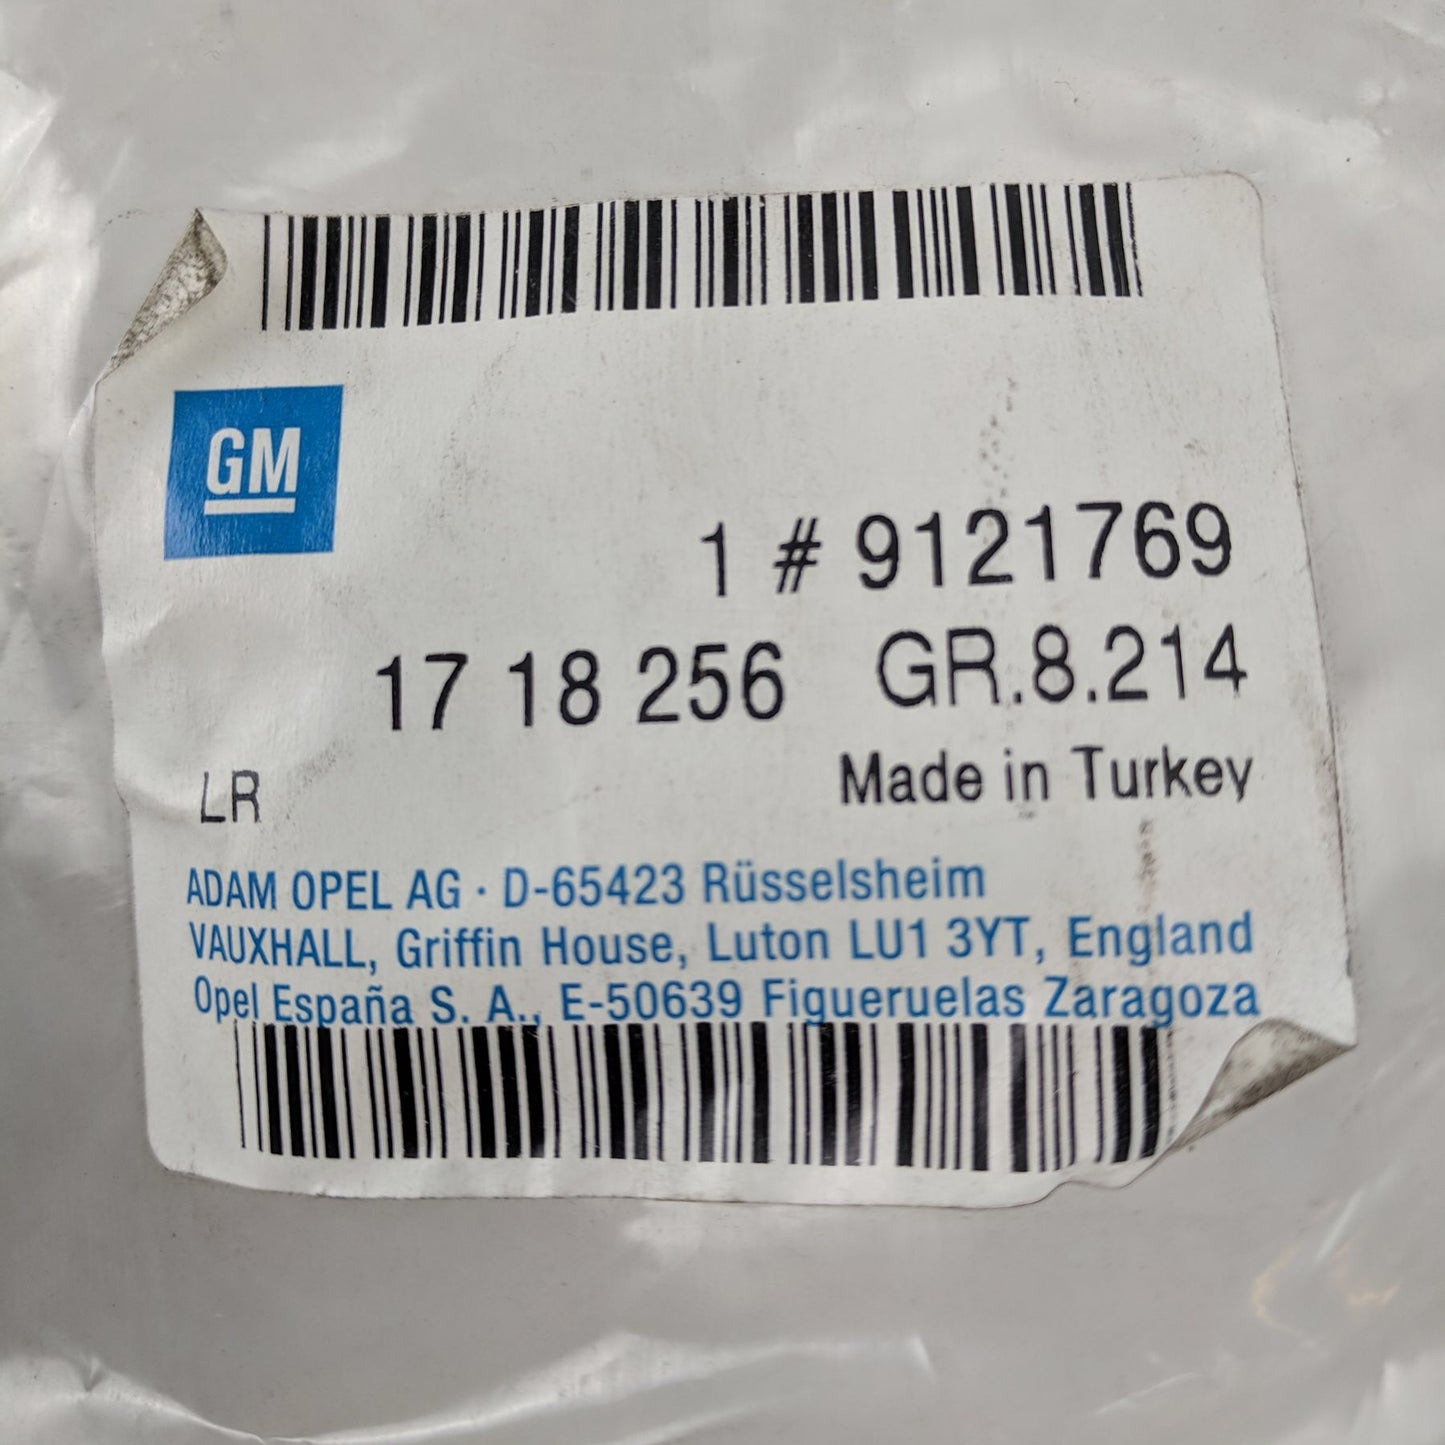 GM
1 # 9121769
17 18 256 GR.8.214
LR
Made in Turkey
ADAM OPEL AG · D-65423 Rüsselsheim
VAUXHALL, Griffin House, Luton LU1 3YT, England
Opel España S. A., E-50639 Figueruelas Zaragoza